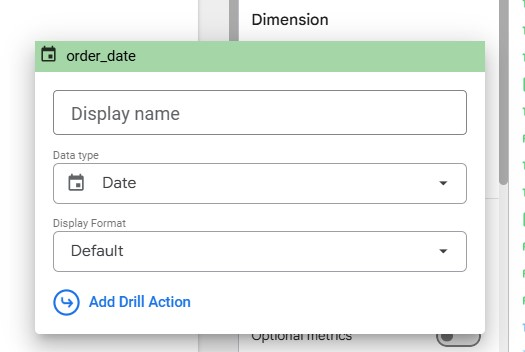 Dimension
order_date
Display name
Data type
Date
Display Format
Default
Add Drill Action
Optional metrics